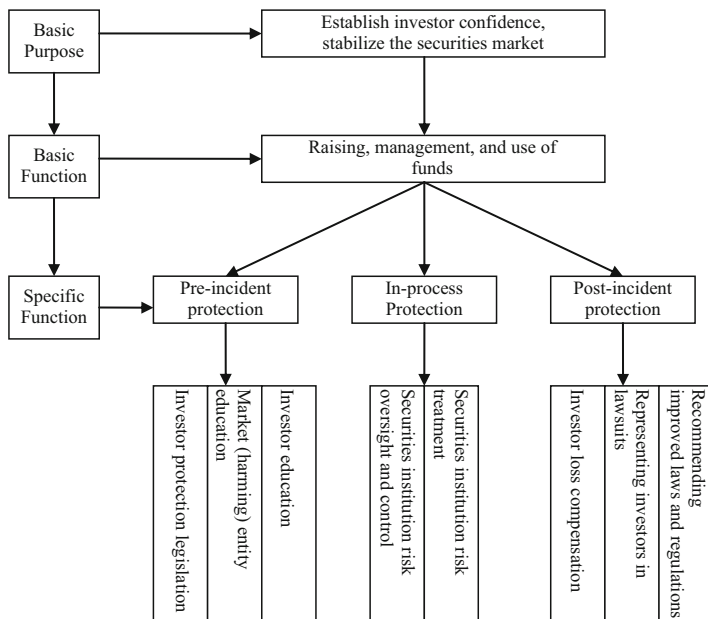 Basic
Purpose
Establish investor confidence,
stabilize the securities market
Basic
Function
Raising, management, and use of
funds
Specific
Function
Pre-incident
protection
In-process
Protection
Post-incident
protection
Investor protection legislation
Market (harming) entity
education
Investor education
Securities institution risk
oversight and control
Securities institution risk
treatment
Investor loss compensation
Representing investors in
lawsuits
Recommending
improved laws and regulations